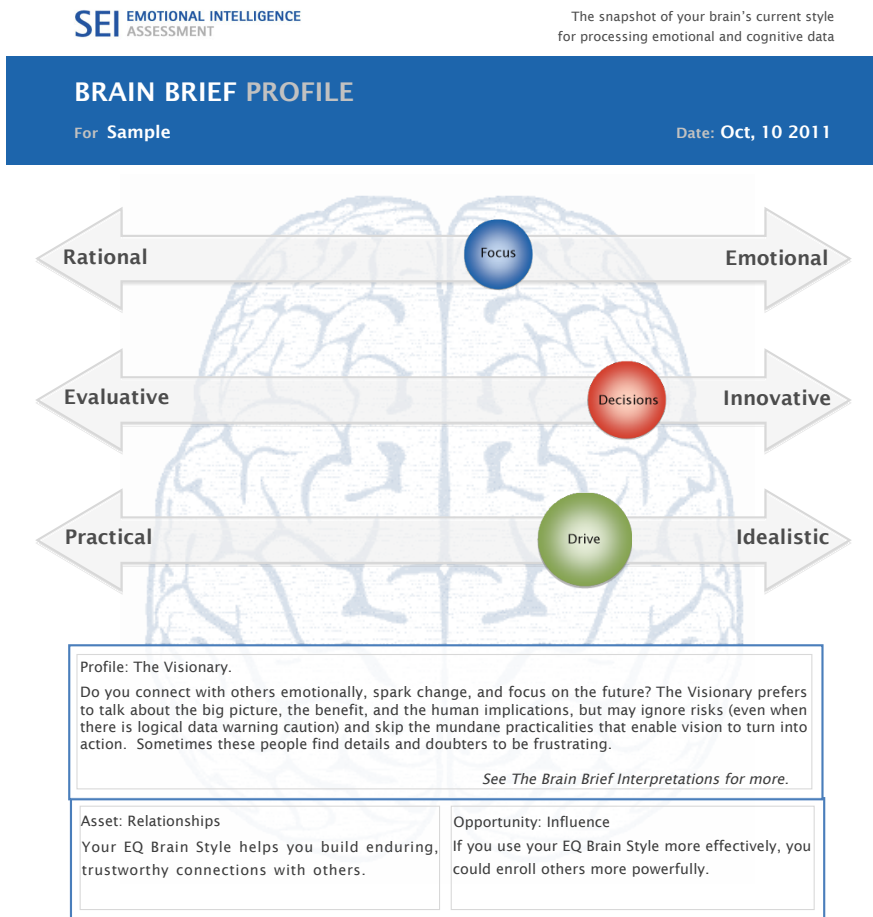 SEI EMOTIONAL INTELLIGENCE
ASSESSMENT
The snapshot of your brain's current style
for processing emotional and cognitive data
BRAIN BRIEF PROFILE
For Sample
Date: Oct, 10 2011
Rational
Focus
Emotional
Evaluative
Decisions
Innovative
Practical
Drive
Idealistic
Profile: The Visionary.
Do you connect with others emotionally, spark change, and focus on the future? The Visionary prefers
to talk about the big picture, the benefit, and the human implications, but may ignore risks (even when
there is logical data warning caution) and skip the mundane practicalities that enable vision to turn into
action. Sometimes these people find details and doubters to be frustrating.
See The Brain Brief Interpretations for more.
Asset: Relationships
Your EQ Brain Style helps you build enduring,
trustworthy connections with others.
Opportunity: Influence
If you use your EQ Brain Style more effectively, you
could enroll others more powerfully.